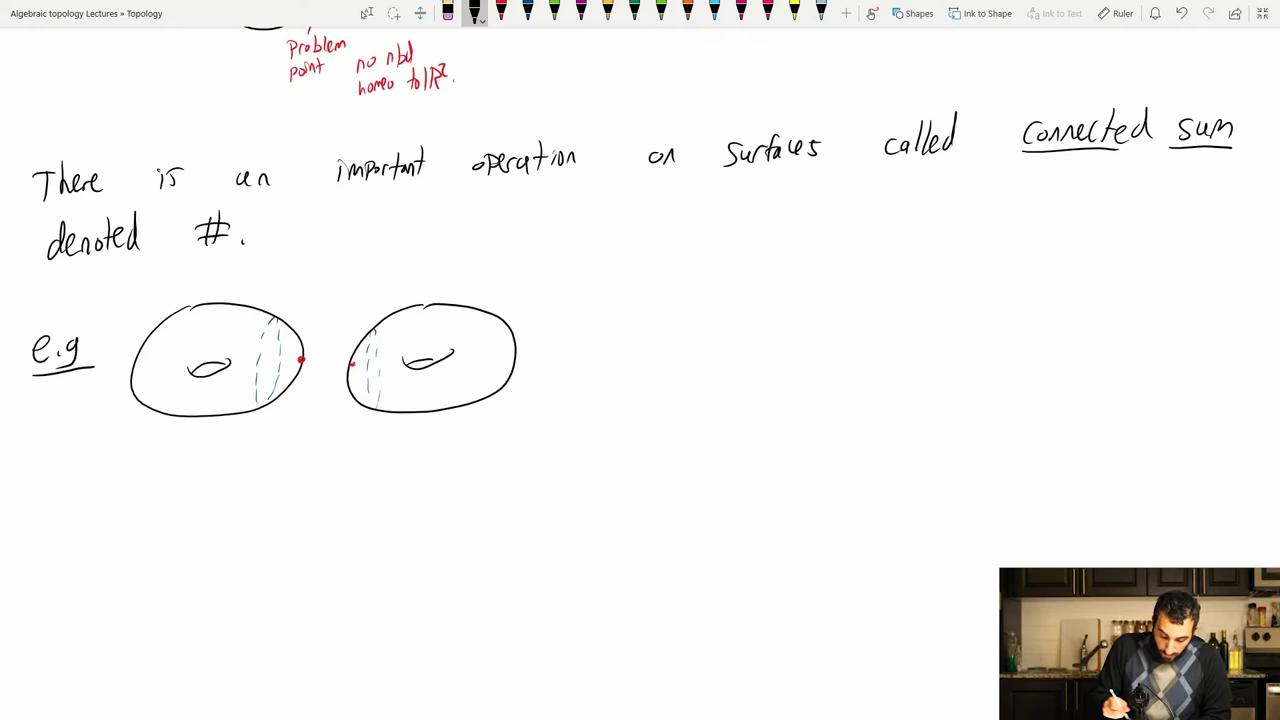 Algebraic topology Lectures » Topology
Shapes
Ink to Shape
Ink to Text
Ruler
problem
point
no nbd
homeo to ℝ².
There is an important operation on surfaces called connected sum
denoted #.
e.g